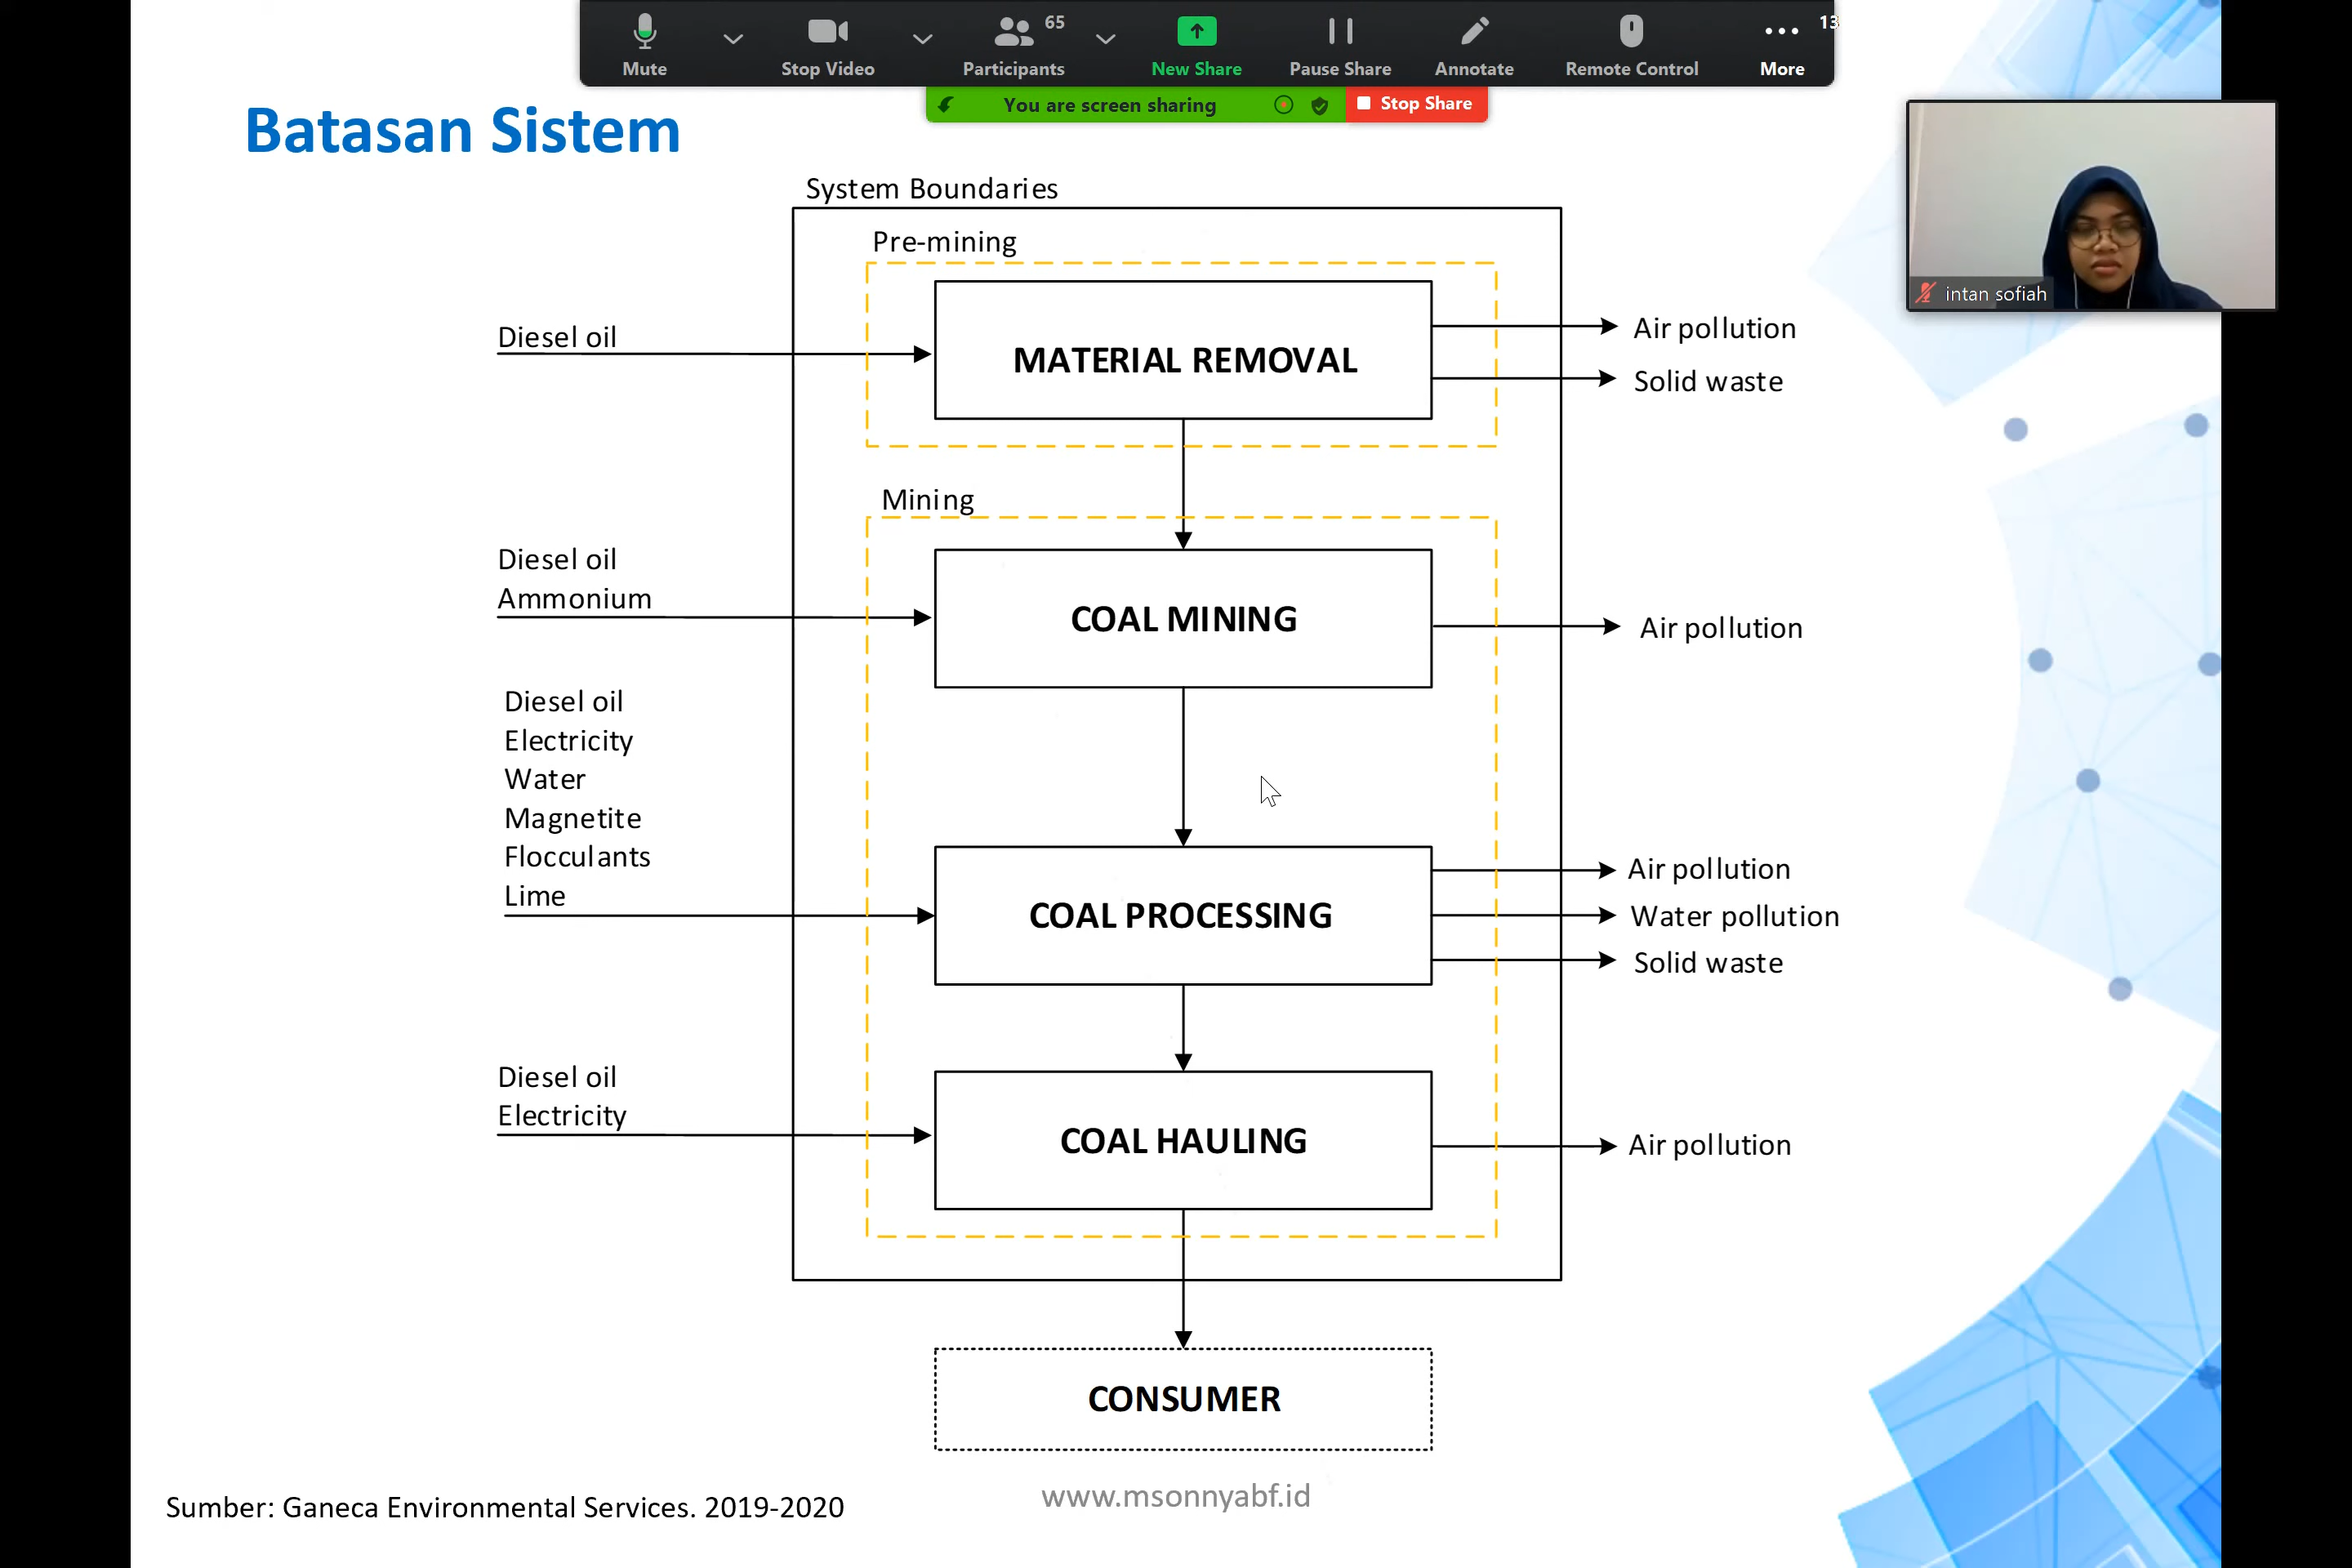 65
13
Mute
Stop Video
Participants
New Share
Pause Share
Annotate
Remote Control
More
You are screen sharing
Stop Share
Batasan Sistem
intan sofiah
System Boundaries
Pre-mining
Diesel oil
MATERIAL REMOVAL
Air pollution
Solid waste
Mining
Diesel oil
Ammonium
COAL MINING
Air pollution
Diesel oil
Electricity
Water
Magnetite
Flocculants
Lime
COAL PROCESSING
Air pollution
Water pollution
Solid waste
Diesel oil
Electricity
COAL HAULING
Air pollution
CONSUMER
www.msonnyabf.id
Sumber: Ganeca Environmental Services. 2019-2020